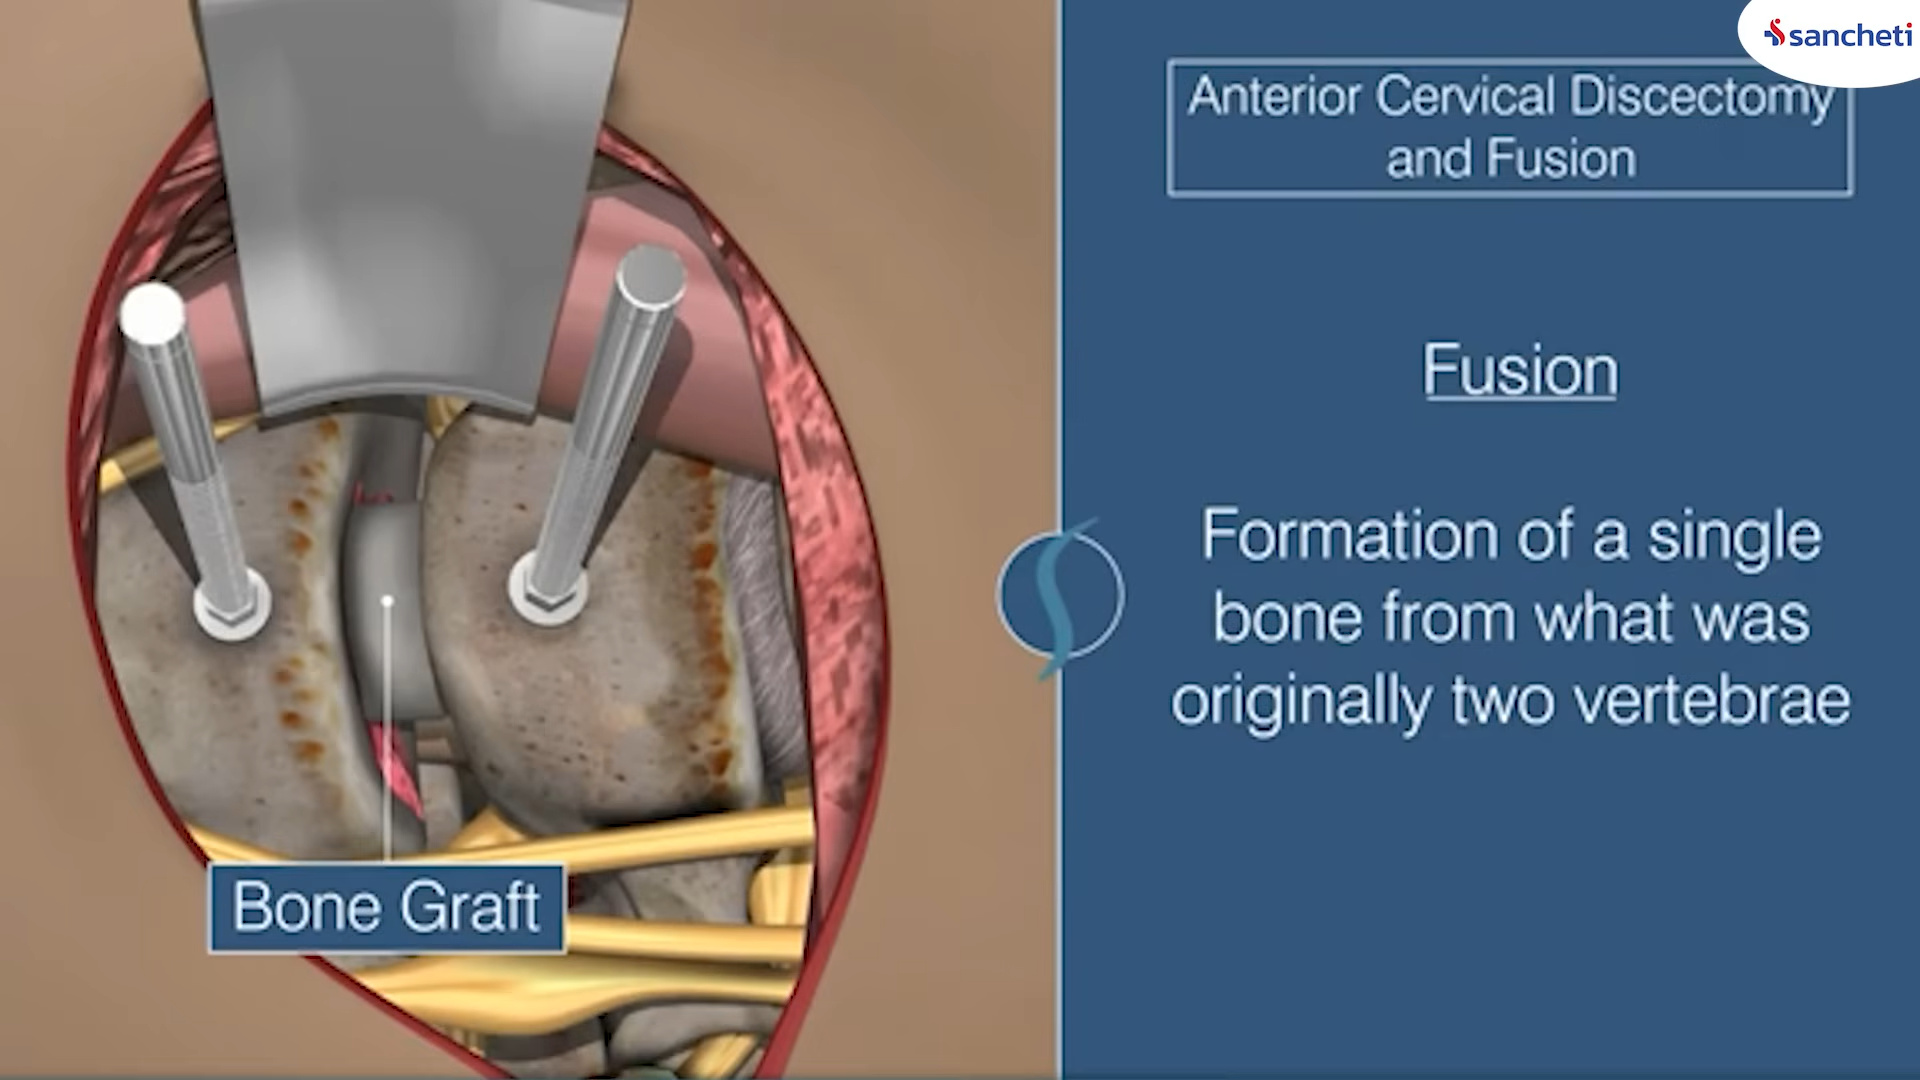 sancheti
Anterior Cervical Discectomy
and Fusion
Fusion
Formation of a single
bone from what was
originally two vertebrae
Bone Graft